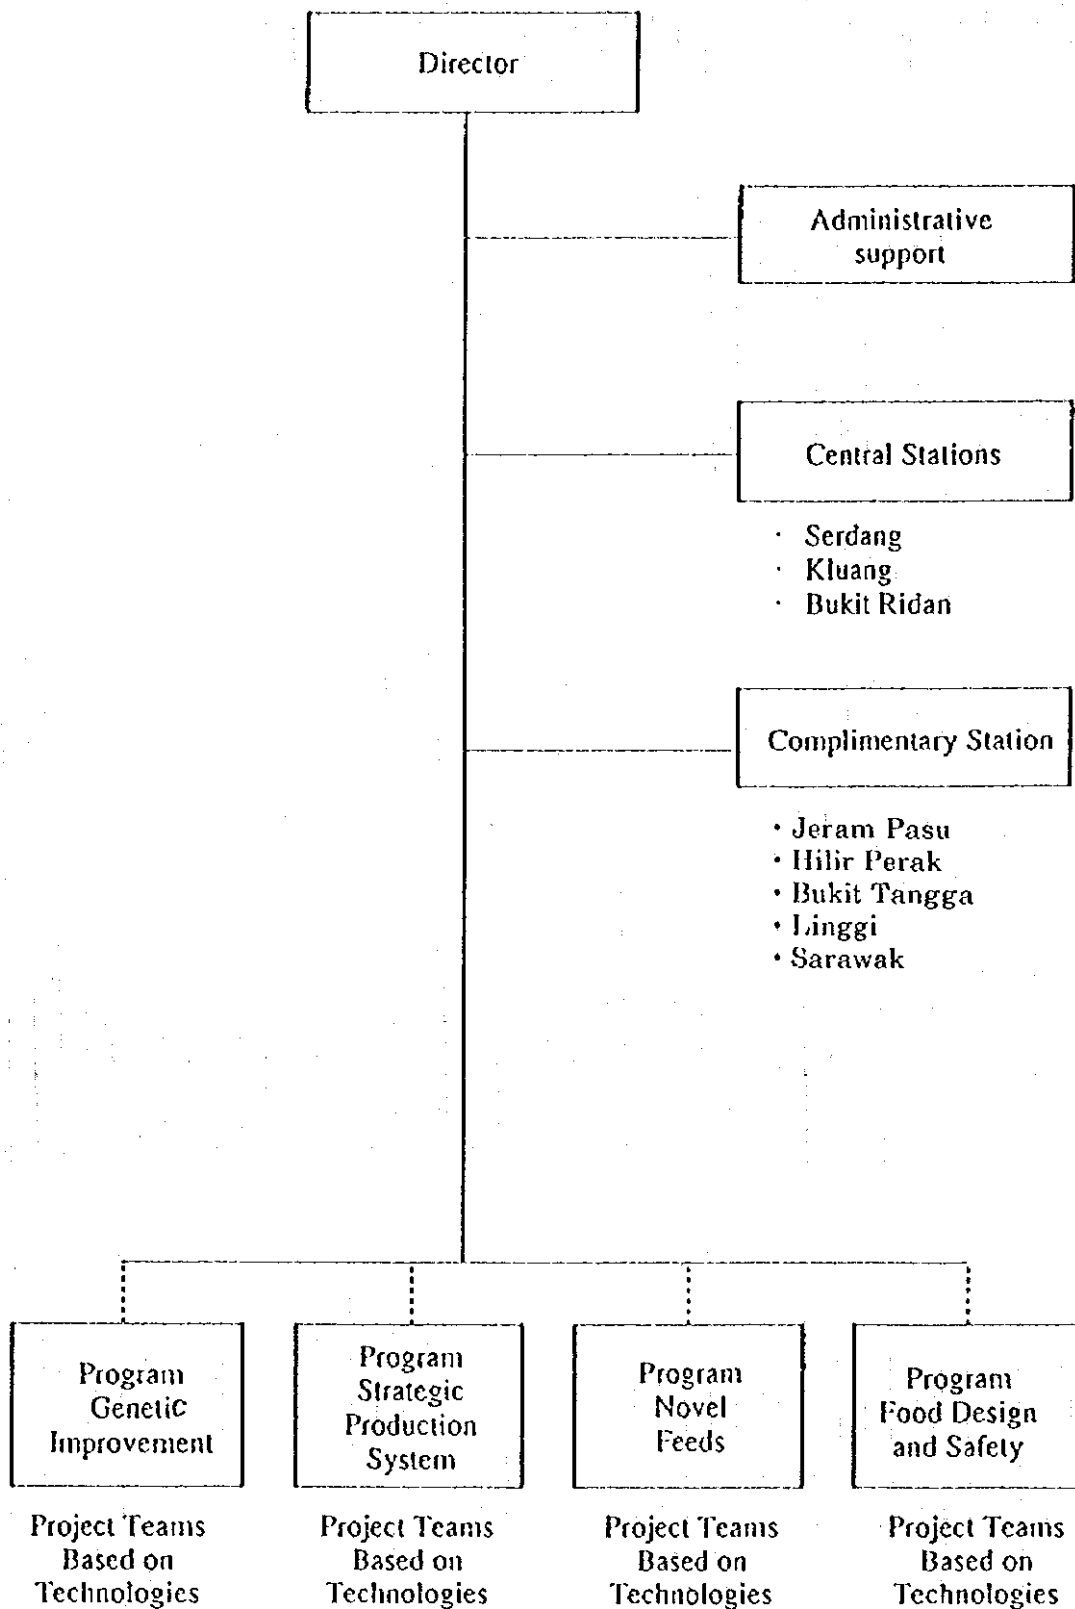 Director
Administrative
support
Central Stations
· Serdang
· Kluang
· Bukit Ridan
Complimentary Station
• Jeram Pasu
• Hilir Perak
• Bukit Tangga
• Linggi
• Sarawak
Program
Genetic
Improvement
Program
Strategic
Production
System
Program
Novel
Feeds
Program
Food Design
and Safety
Project Teams
Based on
Technologies
Project Teams
Based on
Technologies
Project Teams
Based on
Technologies
Project Teams
Based on
Technologies